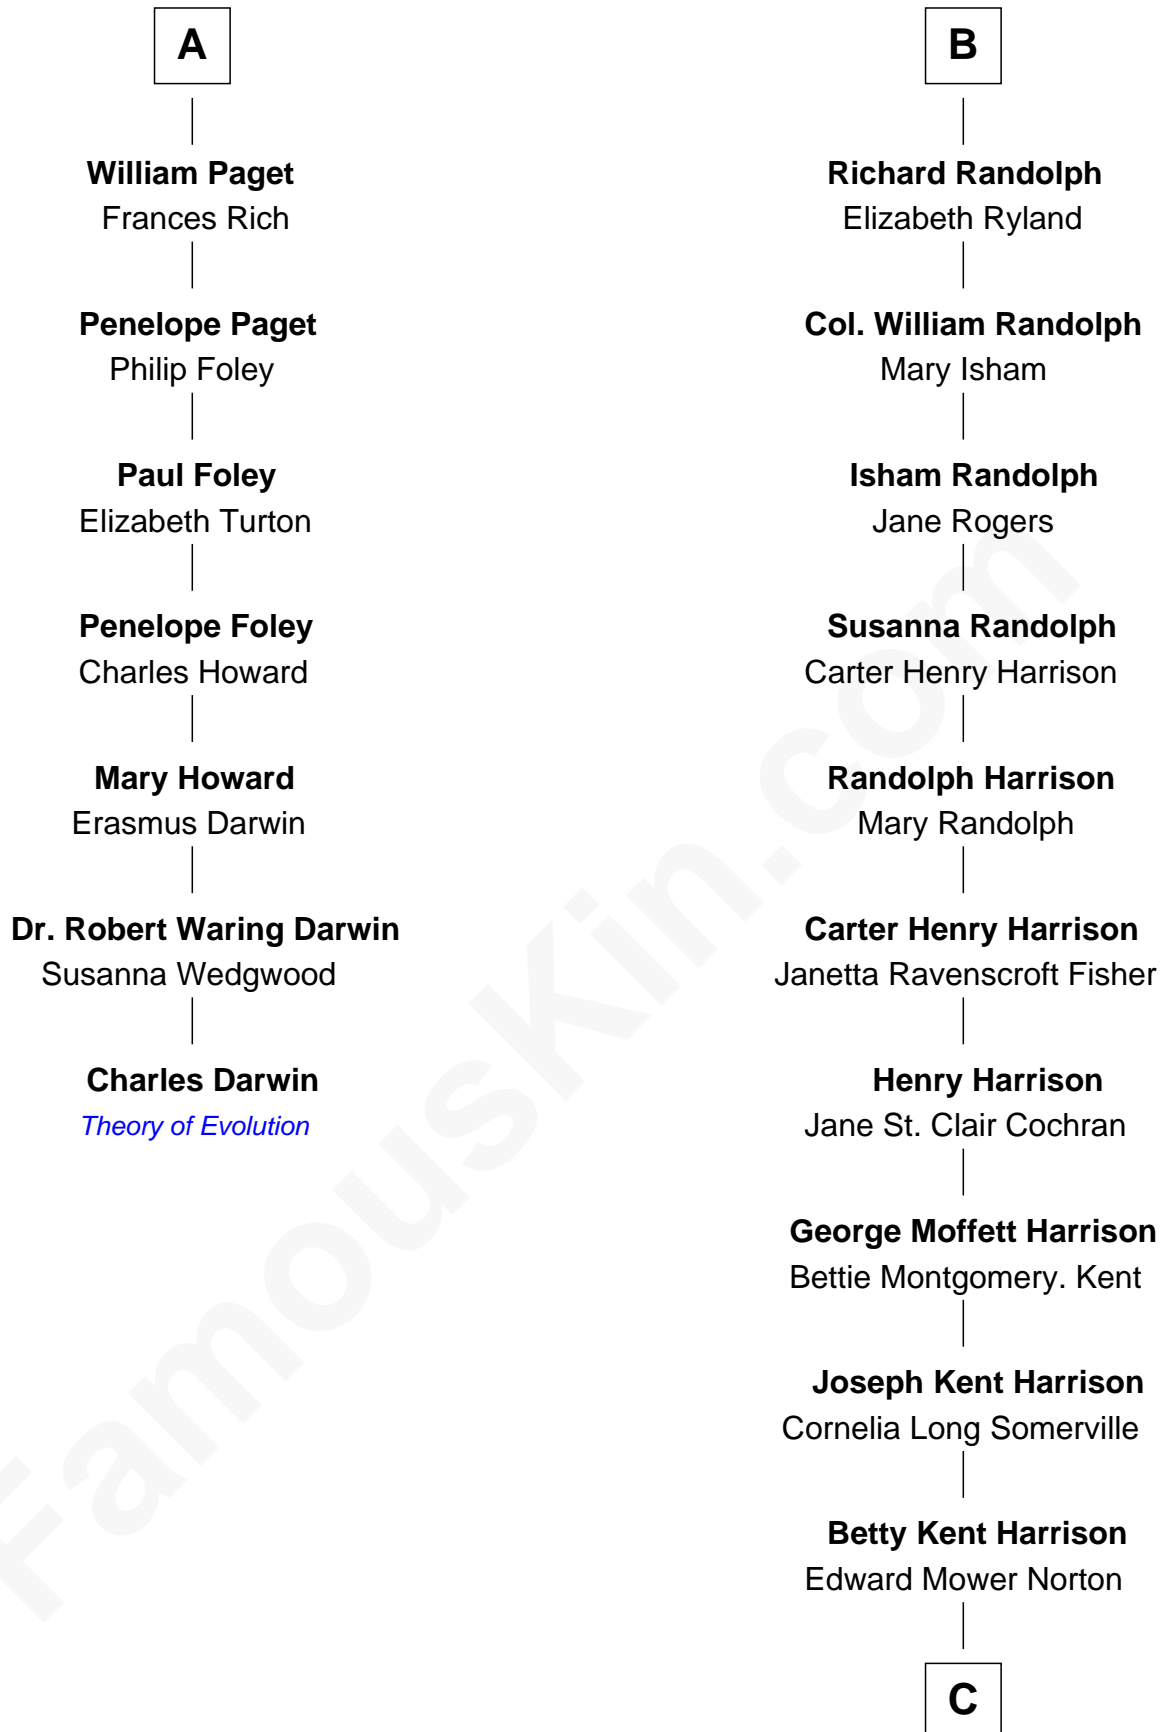 A
William Paget
Frances Rich
Penelope Paget
Philip Foley
Paul Foley
Elizabeth Turton
Penelope Foley
Charles Howard
Mary Howard
Erasmus Darwin
Dr. Robert Waring Darwin
Susanna Wedgwood
Charles Darwin
Theory of Evolution
B
Richard Randolph
Elizabeth Ryland
Col. William Randolph
Mary Isham
Isham Randolph
Jane Rogers
Susanna Randolph
Carter Henry Harrison
Randolph Harrison
Mary Randolph
Carter Henry Harrison
Janetta Ravenscroft Fisher
Henry Harrison
Jane St. Clair Cochran
George Moffett Harrison
Bettie Montgomery. Kent
Joseph Kent Harrison
Cornelia Long Somerville
Betty Kent Harrison
Edward Mower Norton
C
FamousKin.com